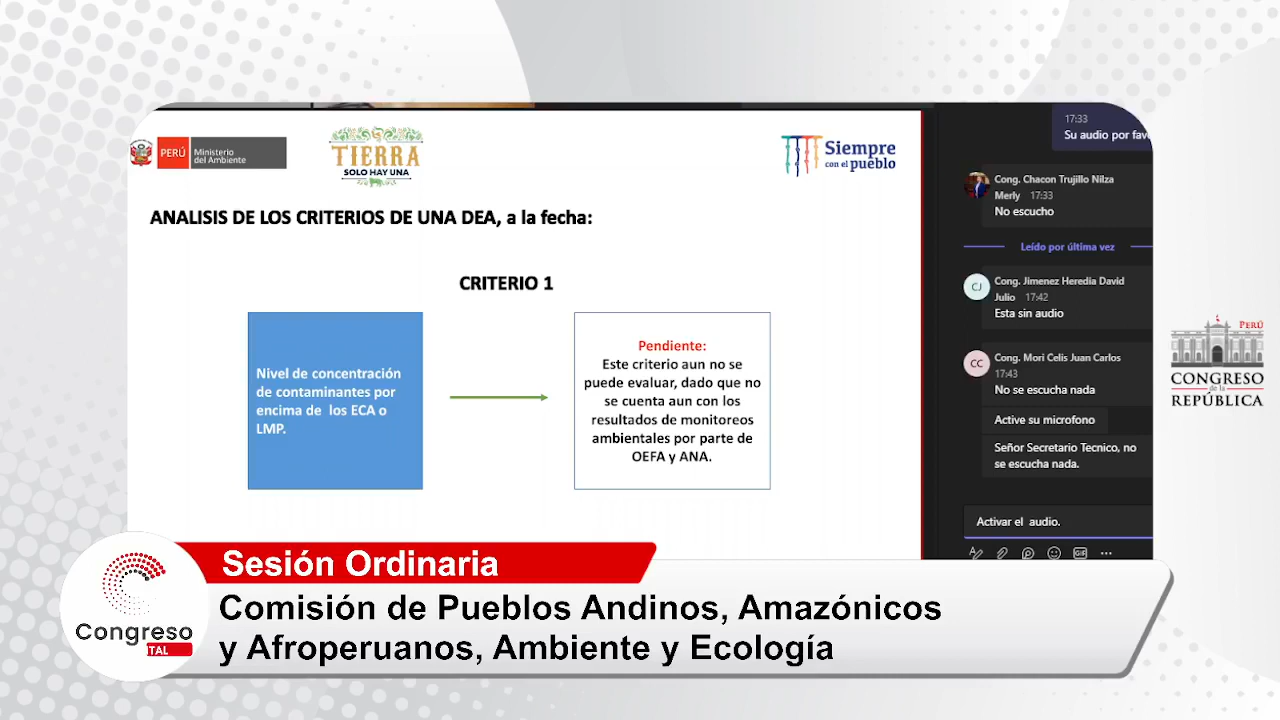 PERÚ
Ministerio
del Ambiente
TIERRA
SOLO HAY UNA
Siempre
con el pueblo
ANALISIS DE LOS CRITERIOS DE UNA DEA, a la fecha:
CRITERIO 1
Nivel de concentración
de contaminantes por
encima de los ECA o
LMP.
Pendiente:
Este criterio aun no se
puede evaluar, dado que no
se cuenta aun con los
resultados de monitoreos
ambientales por parte de
OEFA y ANA.
17:33
Su audio por fav
Cong. Chacon Trujillo Nilza
Merly 17:33
No escucho
Leído por última vez
CJ
Cong. Jimenez Heredia David
Julio 17:42
Esta sin audio
CC
Cong. Mori Celis Juan Carlos
17:43
No se escucha nada
Active su microfono
Señor Secretario Tecnico, no
se escucha nada.
Activar el audio.
GIF
PERÚ
CONGRESO
de la
REPÚBLICA
Congreso
TAL
Sesión Ordinaria
Comisión de Pueblos Andinos, Amazónicos
y Afroperuanos, Ambiente y Ecología